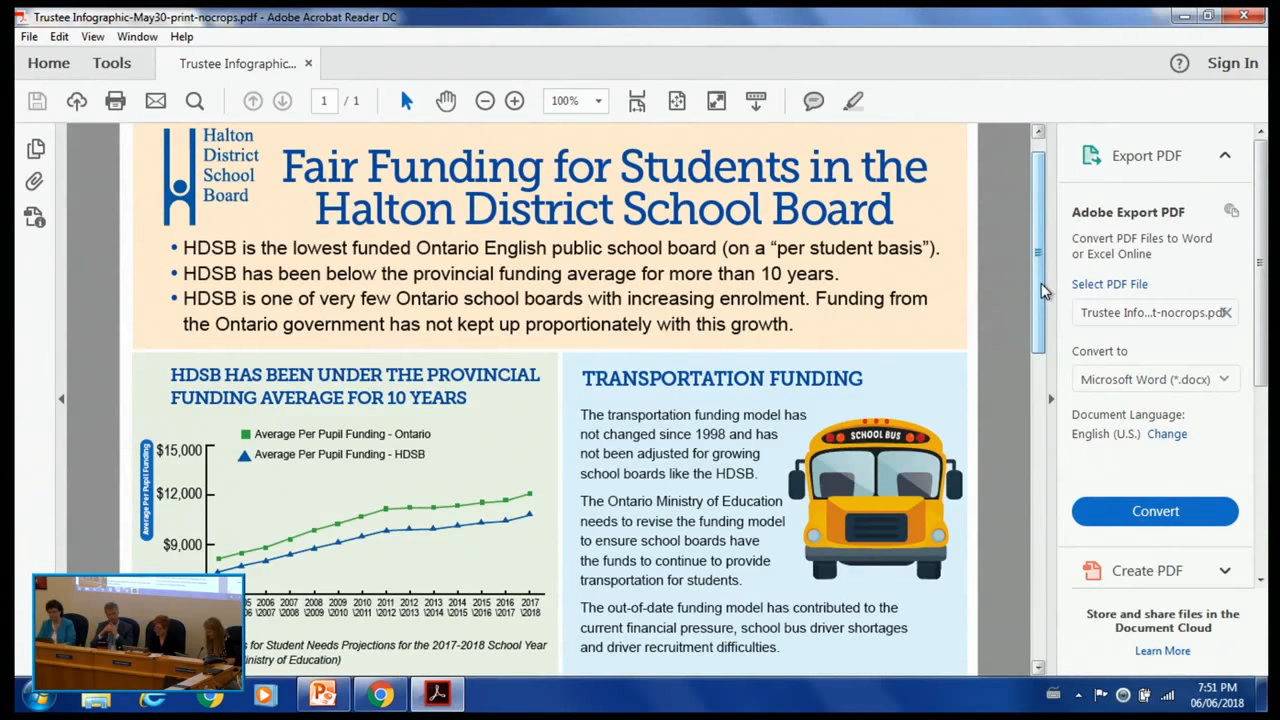 Trustee Infographic-May30-print-nocrops.pdf - Adobe Acrobat Reader DC
File Edit View Window Help
Home Tools Trustee Infographic... × Sign In
1 / 1 100%
Halton
District
School
Board
Fair Funding for Students in the
Halton District School Board
• HDSB is the lowest funded Ontario English public school board (on a “per student basis”).
• HDSB has been below the provincial funding average for more than 10 years.
• HDSB is one of very few Ontario school boards with increasing enrolment. Funding from
the Ontario government has not kept up proportionately with this growth.
HDSB HAS BEEN UNDER THE PROVINCIAL
FUNDING AVERAGE FOR 10 YEARS
Average Per Pupil Funding - Ontario
Average Per Pupil Funding - HDSB
Average Per Pupil Funding
$15,000
$12,000
$9,000
2006 2007 2008 2009 2010 2011 2012 2013 2014 2015 2016 2017
\2007 \2008 \2009 \2010 \2011 \2012 \2013 \2014 \2015 \2016 \2017 \2018
for Student Needs Projections for the 2017-2018 School Year
TRANSPORTATION FUNDING
The transportation funding model has
not changed since 1998 and has
not been adjusted for growing
school boards like the HDSB.
The Ontario Ministry of Education
needs to revise the funding model
to ensure school boards have
the funds to continue to provide
transportation for students.
The out-of-date funding model has contributed to the
current financial pressure, school bus driver shortages
and driver recruitment difficulties.
SCHOOL BUS
Export PDF
Adobe Export PDF
Convert PDF Files to Word
or Excel Online
Select PDF File
Trustee Info...t-nocrops.pdf
Convert to
Microsoft Word (*.docx)
Document Language:
English (U.S.) Change
Convert
Create PDF
Store and share files in the
Document Cloud
Learn More
7:51 PM
06/06/2018